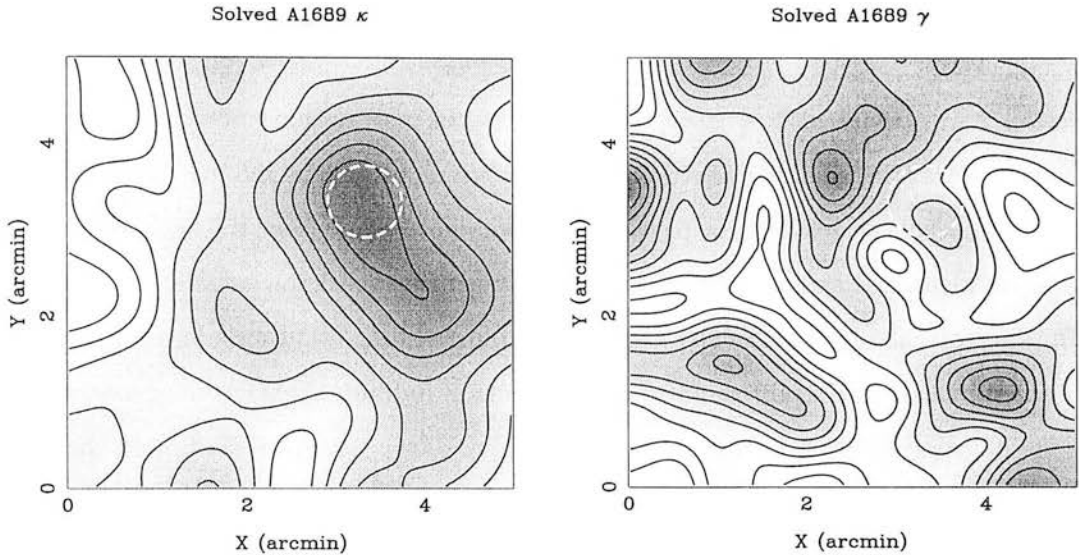 Solved A1689 κ
Solved A1689 γ
Y (arcmin)
4
2
0
0 2 4
X (arcmin)
Y (arcmin)
4
2
0
0 2 4
X (arcmin)